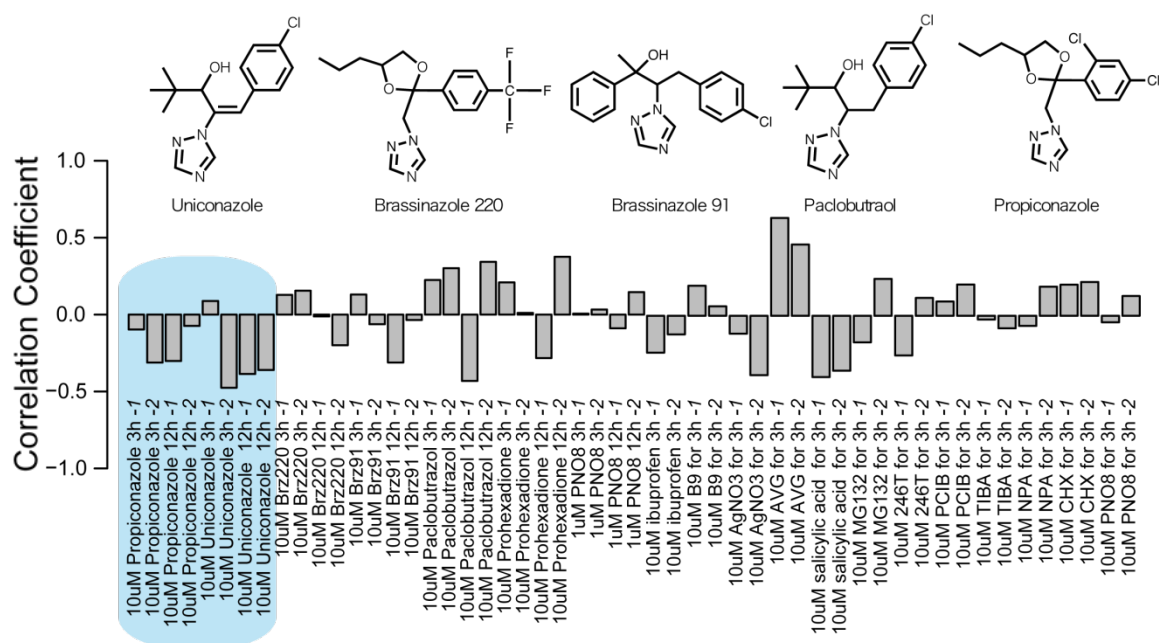 Cl
OH
N
N
N
Uniconazole
O
O
C
F
F
F
N
N
N
Brassinazole 220
OH
N
N
N
Cl
Brassinazole 91
Cl
OH
N
N
N
Paclobutraol
Cl
Cl
O
O
N
N
N
Propiconazole
Correlation Coefficient
1.0
0.5
0.0
−0.5
−1.0
10uM Propiconazole 3h -1
10uM Propiconazole 3h -2
10uM Propiconazole 12h -1
10uM Propiconazole 12h -2
10uM Uniconazole 3h -1
10uM Uniconazole 3h -2
10uM Uniconazole 12h -1
10uM Uniconazole 12h -2
10uM Brz220 3h -1
10uM Brz220 3h -2
10uM Brz220 12h -1
10uM Brz220 12h -2
10uM Brz91 3h -1
10uM Brz91 3h -2
10uM Brz91 12h -1
10uM Brz91 12h -2
10uM Paclobutrazol 3h -1
10uM Paclobutrazol 3h -2
10uM Paclobutrazol 12h -1
10uM Paclobutrazol 12h -2
10uM Prohexadione 3h -1
10uM Prohexadione 3h -2
10uM Prohexadione 12h -1
10uM Prohexadione 12h -2
1uM PNO8 3h -1
1uM PNO8 3h -2
1uM PNO8 12h -1
1uM PNO8 12h -2
10uM ibuprofen 3h -1
10uM ibuprofen 3h -2
10uM B9 for 3h -1
10uM B9 for 3h -2
10uM AgNO3 for 3h -1
10uM AgNO3 for 3h -2
10uM AVG for 3h -1
10uM AVG for 3h -2
10uM salicylic acid for 3h -1
10uM salicylic acid for 3h -2
10uM MG132 for 3h -1
10uM MG132 for 3h -2
10uM 246T for 3h -1
10uM 246T for 3h -2
10uM PCIB for 3h -1
10uM PCIB for 3h -2
10uM TIBA for 3h -1
10uM TIBA for 3h -2
10uM NPA for 3h -1
10uM NPA for 3h -2
10uM CHX for 3h -1
10uM CHX for 3h -2
10uM PNO8 for 3h -1
10uM PNO8 for 3h -2